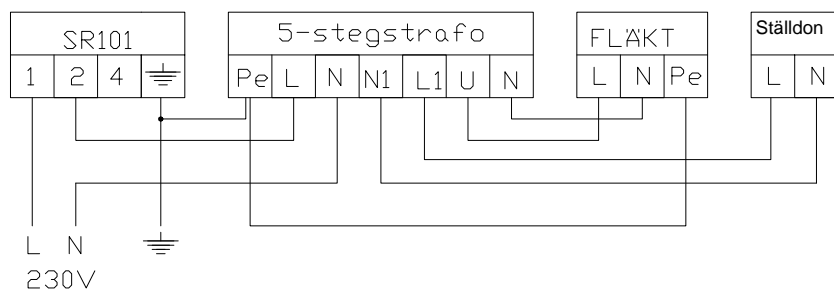 SR101
5-stegstrafo
FLÄKT
Ställdon
1 2 4
Pe L N N1 L1 U N
L N Pe
L N
L N
230V